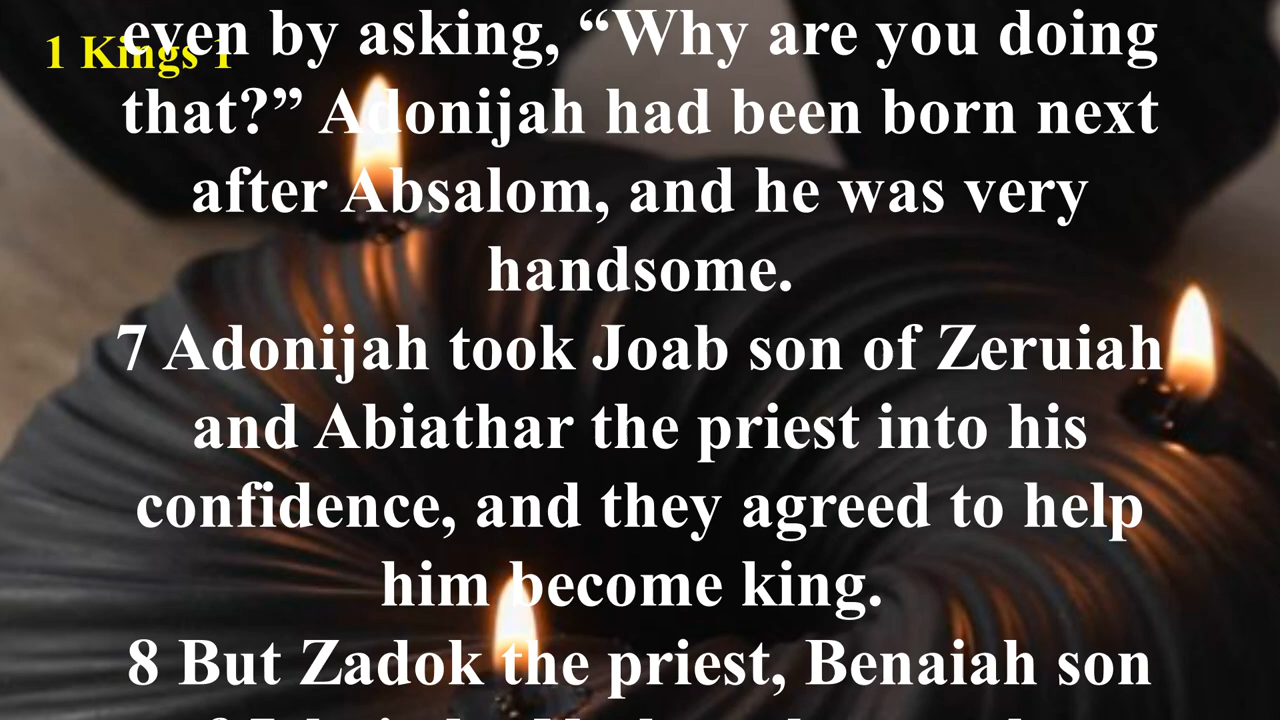 1 Kings 1
even by asking, “Why are you doing
that?” Adonijah had been born next
after Absalom, and he was very
handsome.
7 Adonijah took Joab son of Zeruiah
and Abiathar the priest into his
confidence, and they agreed to help
him become king.
8 But Zadok the priest, Benaiah son